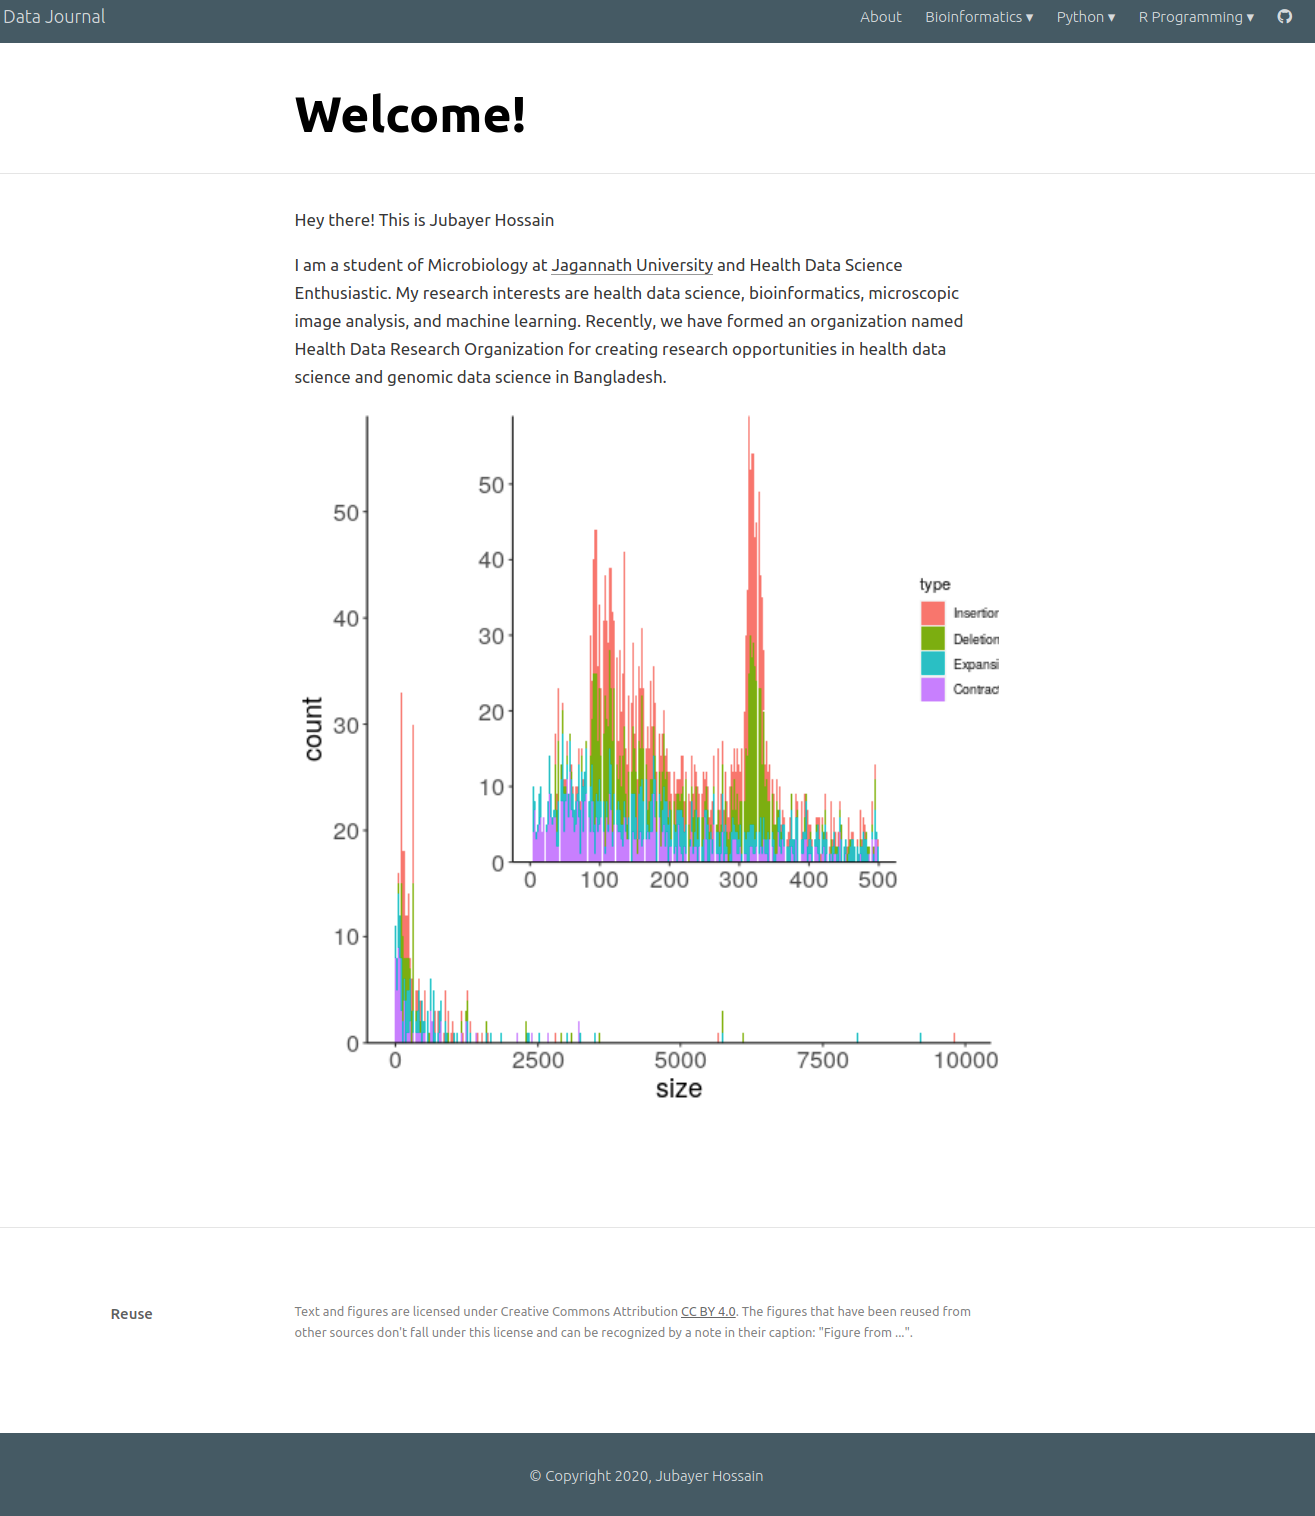 Data Journal
About Bioinformatics ▾ Python ▾ R Programming ▾
Welcome!
Hey there! This is Jubayer Hossain
I am a student of Microbiology at Jagannath University and Health Data Science
Enthusiastic. My research interests are health data science, bioinformatics, microscopic
image analysis, and machine learning. Recently, we have formed an organization named
Health Data Research Organization for creating research opportunities in health data
science and genomic data science in Bangladesh.
count
50
40
30
20
10
0
0 2500 5000 7500 10000
size
50
40
30
20
10
0
0 100 200 300 400 500
type
Insertior
Deletion
Expansi
Contract
Reuse
Text and figures are licensed under Creative Commons Attribution CC BY 4.0. The figures that have been reused from
other sources don't fall under this license and can be recognized by a note in their caption: "Figure from ...".
© Copyright 2020, Jubayer Hossain